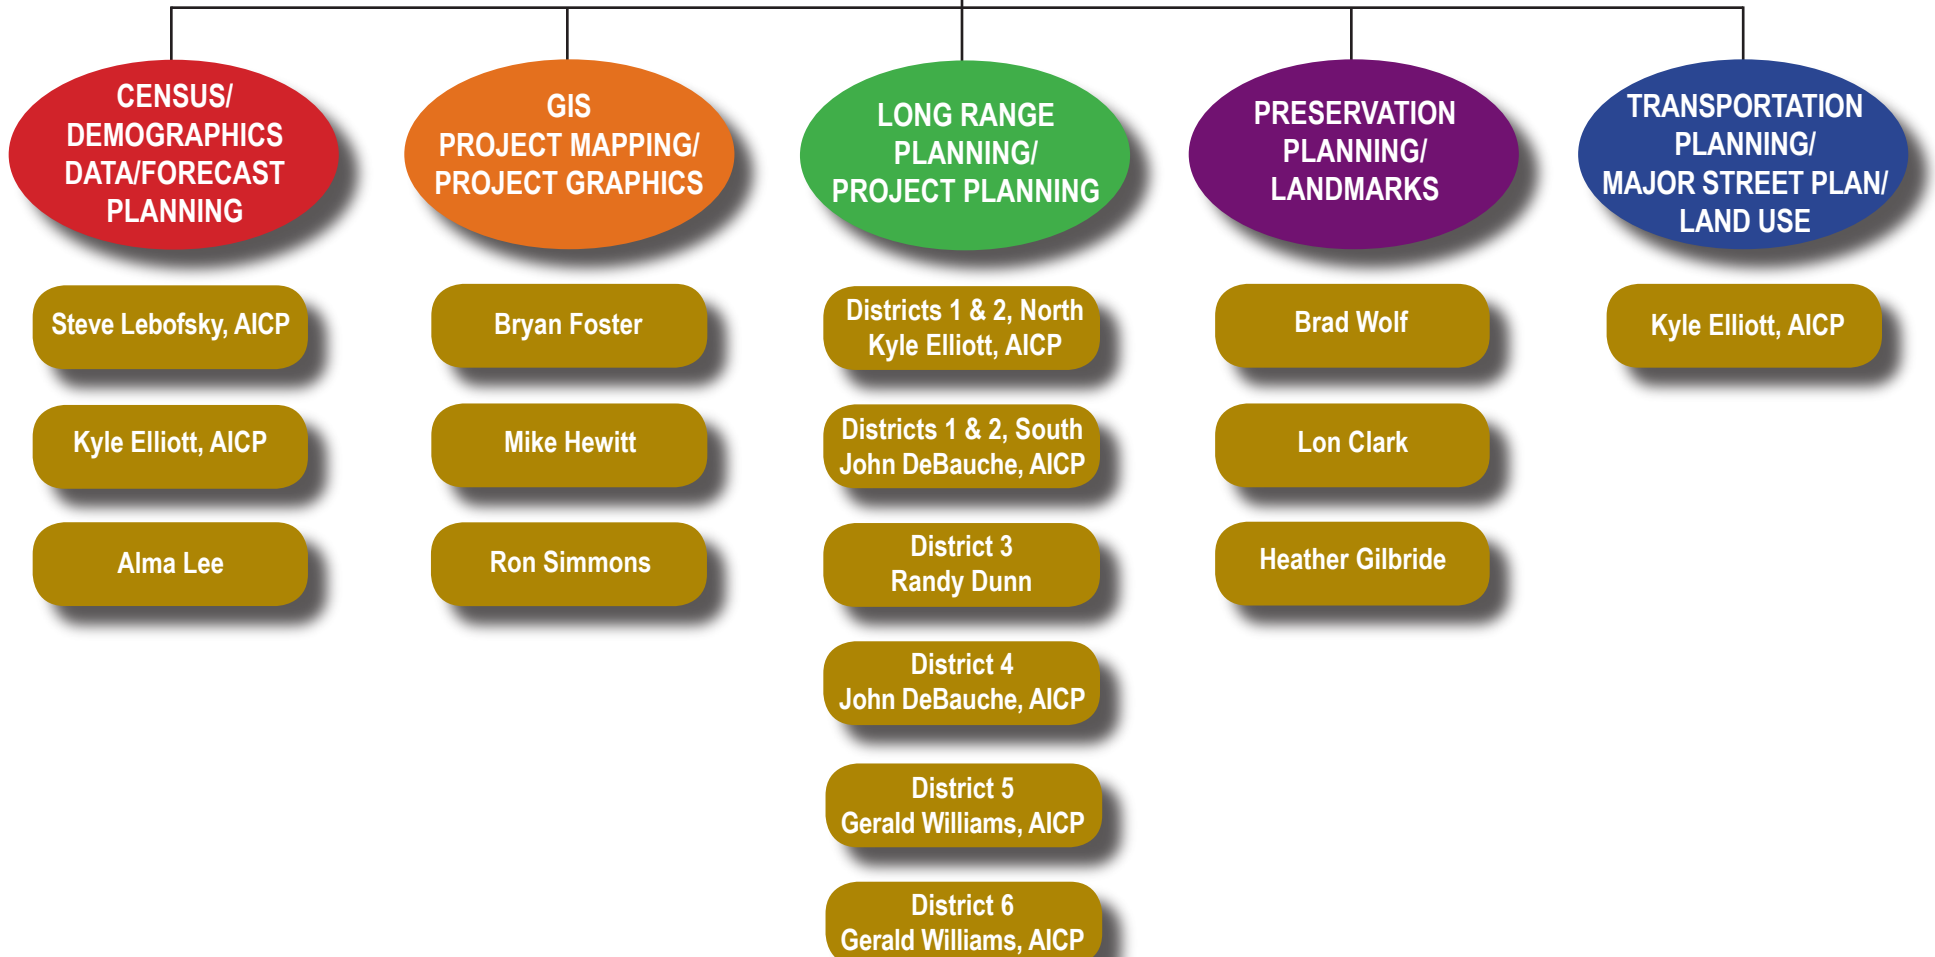 CENSUS/
DEMOGRAPHICS
DATA/FORECAST
PLANNING
Steve Lebofsky, AICP
Kyle Elliott, AICP
Alma Lee
GIS
PROJECT MAPPING/
PROJECT GRAPHICS
Bryan Foster
Mike Hewitt
Ron Simmons
LONG RANGE
PLANNING/
PROJECT PLANNING
Districts 1 & 2, North
Kyle Elliott, AICP
Districts 1 & 2, South
John DeBauche, AICP
District 3
Randy Dunn
District 4
John DeBauche, AICP
District 5
Gerald Williams, AICP
District 6
Gerald Williams, AICP
PRESERVATION
PLANNING/
LANDMARKS
Brad Wolf
Lon Clark
Heather Gilbride
TRANSPORTATION
PLANNING/
MAJOR STREET PLAN/
LAND USE
Kyle Elliott, AICP